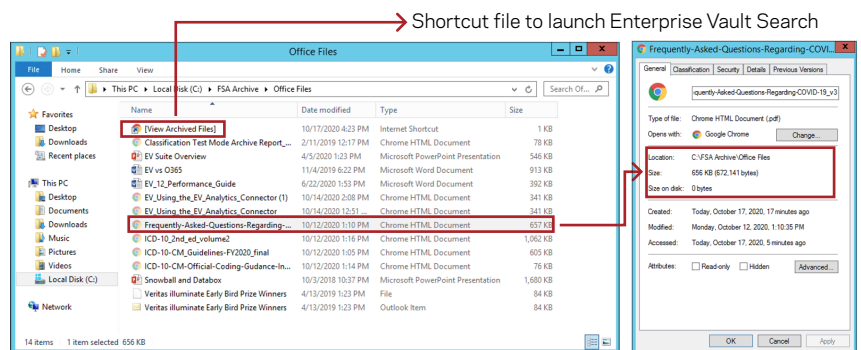 Shortcut file to launch Enterprise Vault Search
Office Files
File Home Share View
This PC ▸ Local Disk (C:) ▸ FSA Archive ▸ Office Files
Search Of...
Favorites
Desktop
Downloads
Recent places
This PC
Desktop
Documents
Downloads
Music
Pictures
Videos
Local Disk (C:)
Network
Name Date modified Type Size
[View Archived Files] 10/17/2020 4:23 PM Internet Shortcut 1 KB
Classification Test Mode Archive Report_... 2/11/2019 12:17 PM Chrome HTML Document 78 KB
EV Suite Overview 4/5/2020 1:23 PM Microsoft PowerPoint Presentation 546 KB
EV vs O365 11/4/2019 6:22 PM Microsoft Word Document 913 KB
EV_12_Performance_Guide 6/22/2020 1:53 PM Microsoft Word Document 392 KB
EV_Using_the_EV_Analytics_Connector (1) 10/14/2020 2:08 PM Chrome HTML Document 341 KB
EV_Using_the_EV_Analytics_Connector 10/14/2020 12:51 ... Chrome HTML Document 341 KB
Frequently-Asked-Questions-Regarding-... 10/12/2020 1:10 PM Chrome HTML Document 657 KB
ICD-10_2nd_ed_volume2 10/12/2020 1:16 PM Chrome HTML Document 1,062 KB
ICD-10-CM_Guidelines-FY2020_final 10/12/2020 1:05 PM Chrome HTML Document 605 KB
ICD-10-CM-Official-Coding-Gudance-In... 10/12/2020 1:14 PM Chrome HTML Document 76 KB
Snowball and Databox 10/3/2018 10:37 PM Microsoft PowerPoint Presentation 1,680 KB
Veritas illuminate Early Bird Prize Winners 4/13/2019 1:23 PM File 84 KB
Veritas illuminate Early Bird Prize Winners 4/13/2019 1:23 PM Outlook Item 84 KB
14 items 1 item selected 656 KB
Frequently-Asked-Questions-Regarding-COVI...
General Classification Security Details Previous Versions
quently-Asked-Questions-Regarding-COVID-19_v3
Type of file: Chrome HTML Document (.pdf)
Opens with: Google Chrome Change...
Location: C:\FSA Archive\Office Files
Size: 656 KB (672,141 bytes)
Size on disk: 0 bytes
Created: Today, October 17, 2020, 17 minutes ago
Modified: Monday, October 12, 2020, 1:10:35 PM
Accessed: Today, October 17, 2020, 5 minutes ago
Attributes: Read-only Hidden Advanced...
OK Cancel Apply